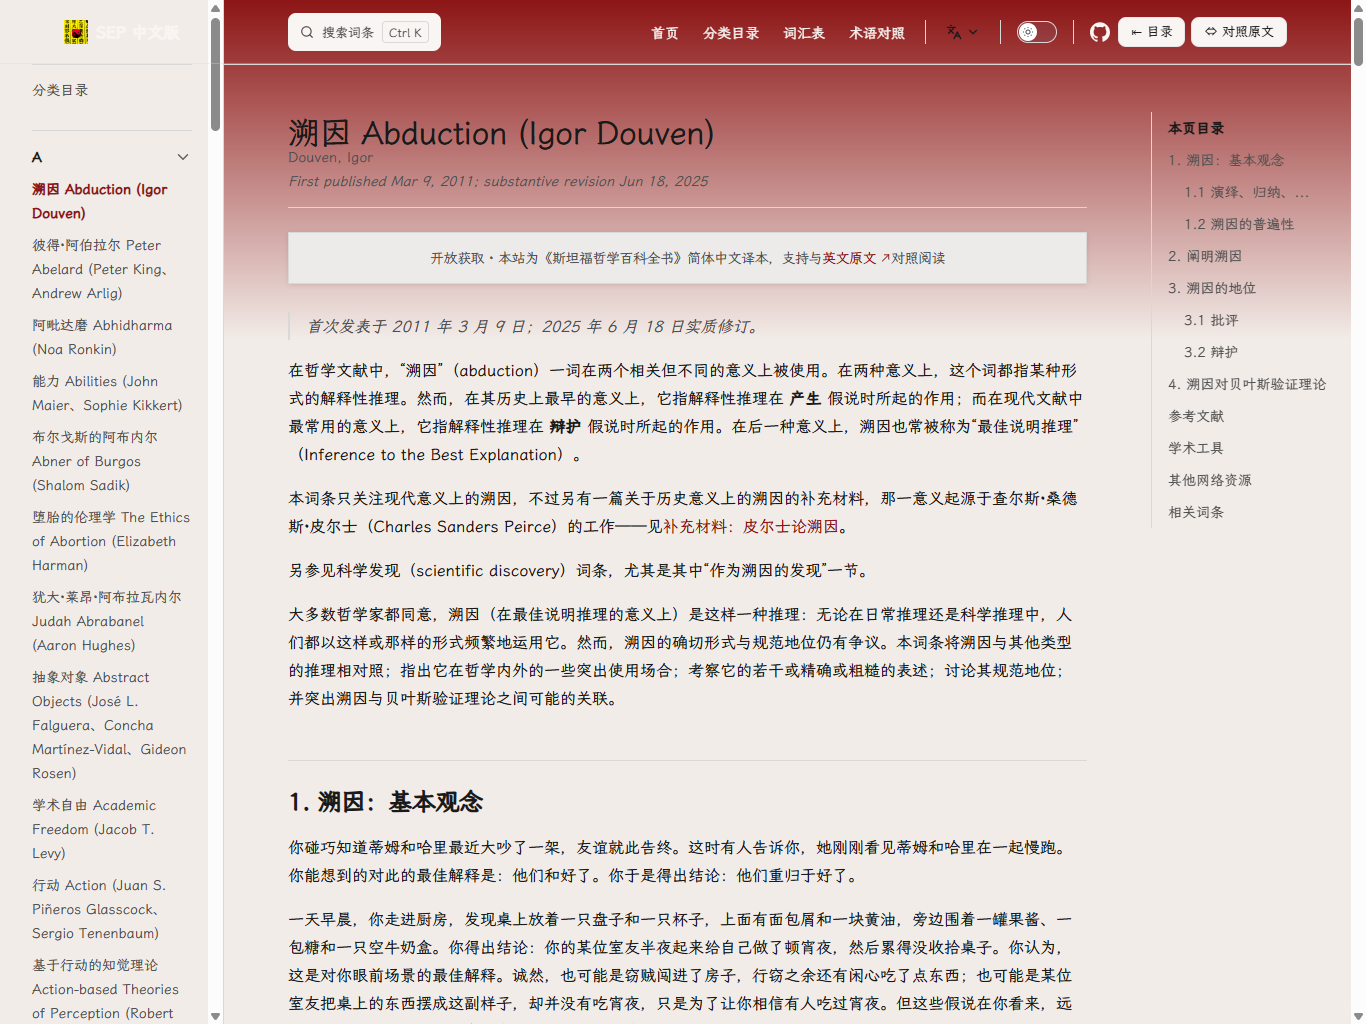 SEP 中文版
搜索词条 Ctrl K
首页
分类目录
词汇表
术语对照
⇤ 目录
⇔ 对照原文
分类目录
A
溯因 Abduction (Igor
Douven)
彼得·阿伯拉尔 Peter
Abelard (Peter King、
Andrew Arlig)
阿毗达磨 Abhidharma
(Noa Ronkin)
能力 Abilities (John
Maier、Sophie Kikkert)
布尔戈斯的阿布内尔
Abner of Burgos
(Shalom Sadik)
堕胎的伦理学 The Ethics
of Abortion (Elizabeth
Harman)
犹大·莱昂·阿布拉瓦内尔
Judah Abrabanel
(Aaron Hughes)
抽象对象 Abstract
Objects (José L.
Falguera、Concha
Martínez-Vidal、Gideon
Rosen)
学术自由 Academic
Freedom (Jacob T.
Levy)
行动 Action (Juan S.
Piñeros Glasscock、
Sergio Tenenbaum)
基于行动的知觉理论
Action-based Theories
of Perception (Robert
溯因 Abduction (Igor Douven)
Douven, Igor
First published Mar 9, 2011; substantive revision Jun 18, 2025
开放获取 · 本站为《斯坦福哲学百科全书》简体中文译本，支持与英文原文 ↗对照阅读
首次发表于 2011 年 3 月 9 日；2025 年 6 月 18 日实质修订。
在哲学文献中，“溯因”（abduction）一词在两个相关但不同的意义上被使用。在两种意义上，这个词都指某种形
式的解释性推理。然而，在其历史上最早的意义上，它指解释性推理在 产生 假说时所起的作用；而在现代文献中
最常用的意义上，它指解释性推理在 辩护 假说时所起的作用。在后一种意义上，溯因也常被称为“最佳说明推理”
（Inference to the Best Explanation）。
本词条只关注现代意义上的溯因，不过另有一篇关于历史意义上的溯因的补充材料，那一意义起源于查尔斯·桑德
斯·皮尔士（Charles Sanders Peirce）的工作——见补充材料：皮尔士论溯因。
另参见科学发现（scientific discovery）词条，尤其是其中“作为溯因的发现”一节。
大多数哲学家都同意，溯因（在最佳说明推理的意义上）是这样一种推理：无论在日常推理还是科学推理中，人
们都以这样或那样的形式频繁地运用它。然而，溯因的确切形式与规范地位仍有争议。本词条将溯因与其他类型
的推理相对照；指出它在哲学内外的一些突出使用场合；考察它的若干或精确或粗糙的表述；讨论其规范地位；
并突出溯因与贝叶斯验证理论之间可能的关联。
1. 溯因：基本观念
你碰巧知道蒂姆和哈里最近大吵了一架，友谊就此告终。这时有人告诉你，她刚刚看见蒂姆和哈里在一起慢跑。
你能想到的对此的最佳解释是：他们和好了。你于是得出结论：他们重归于好了。
一天早晨，你走进厨房，发现桌上放着一只盘子和一只杯子，上面有面包屑和一块黄油，旁边围着一罐果酱、一
包糖和一只空牛奶盒。你得出结论：你的某位室友半夜起来给自己做了顿宵夜，然后累得没收拾桌子。你认为，
这是对你眼前场景的最佳解释。诚然，也可能是窃贼闯进了房子，行窃之余还有闲心吃了点东西；也可能是某位
室友把桌上的东西摆成这副样子，却并没有吃宵夜，只是为了让你相信有人吃过宵夜。但这些假说在你看来，远
本页目录
1. 溯因：基本观念
1.1 演绎、归纳、…
1.2 溯因的普遍性
2. 阐明溯因
3. 溯因的地位
3.1 批评
3.2 辩护
4. 溯因对贝叶斯验证理论
参考文献
学术工具
其他网络资源
相关词条